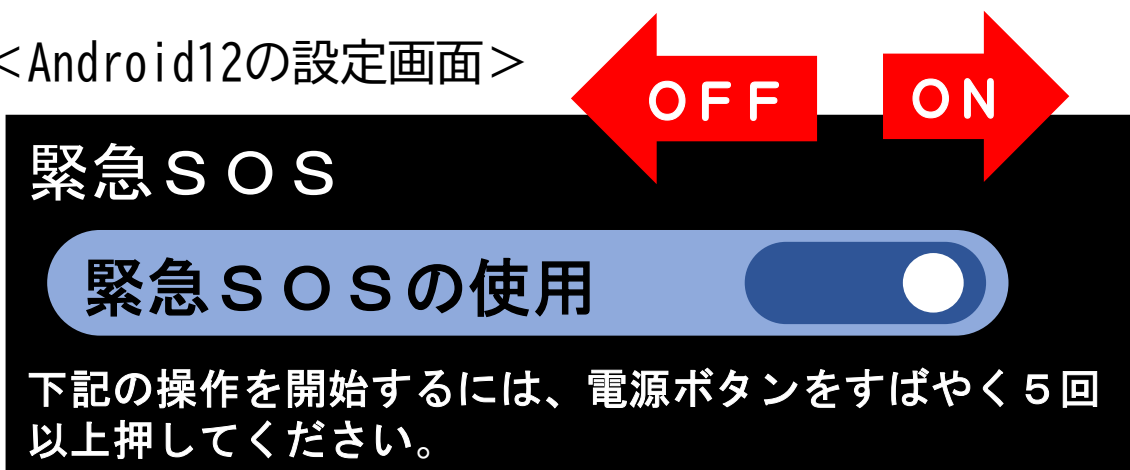 <Android12の設定画面>
OFF
ON
緊急SOS
緊急SOSの使用
下記の操作を開始するには、電源ボタンをすばやく5回
以上押してください。